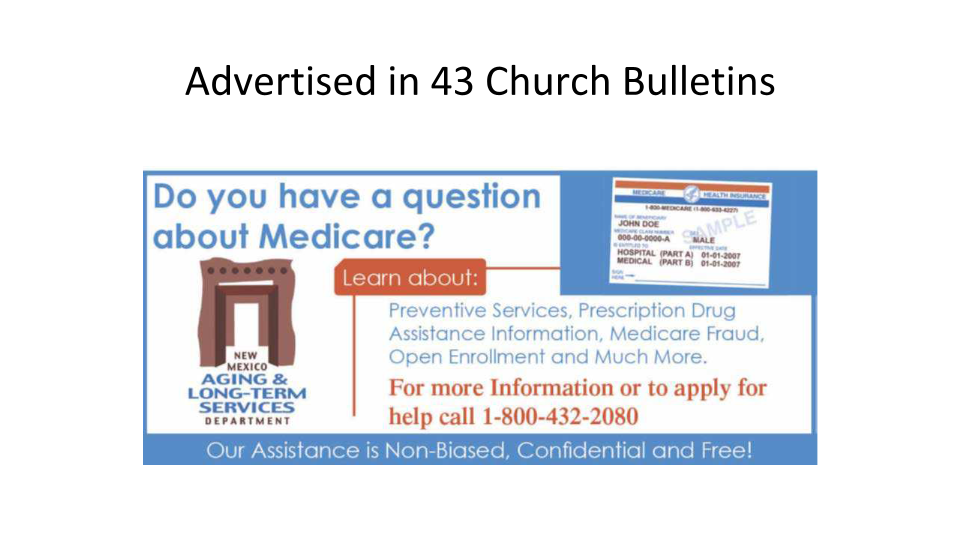 Advertised in 43 Church Bulletins
Do you have a question
about Medicare?
MEDICARE HEALTH INSURANCE
1-800-MEDICARE (1-800-633-4227)
NAME OF BENEFICIARY
JOHN DOE
MEDICARE CLAIM NUMBER SEX
000-00-0000-A MALE
IS ENTITLED TO EFFECTIVE DATE
HOSPITAL (PART A) 01-01-2007
MEDICAL (PART B) 01-01-2007
SIGN
HERE
SAMPLE
Learn about:
Preventive Services, Prescription Drug
Assistance Information, Medicare Fraud,
Open Enrollment and Much More.
For more Information or to apply for
help call 1-800-432-2080
NEW
MEXICO
AGING &
LONG-TERM
SERVICES
DEPARTMENT
Our Assistance is Non-Biased, Confidential and Free!